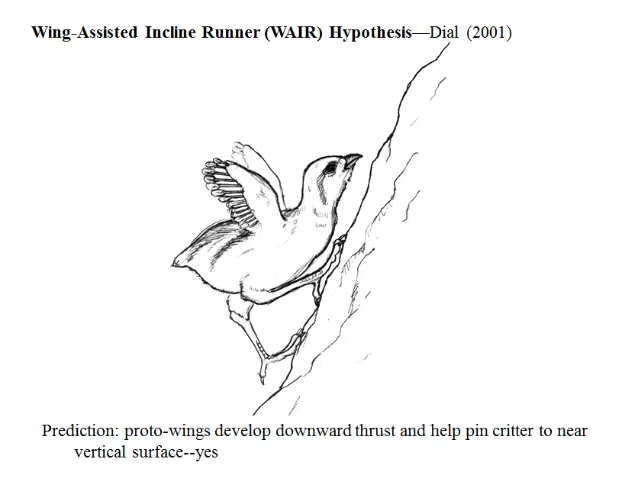 Wing-Assisted Incline Runner (WAIR) Hypothesis—Dial (2001)
Prediction: proto-wings develop downward thrust and help pin critter to near
vertical surface--yes